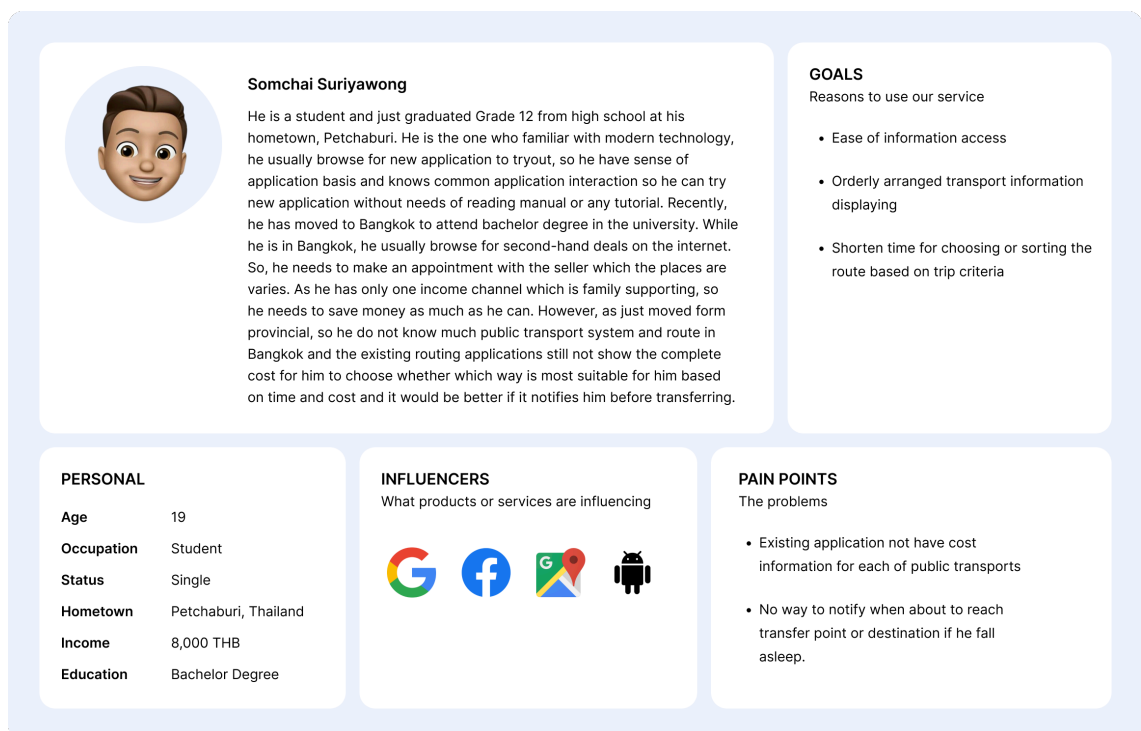 Somchai Suriyawong
He is a student and just graduated Grade 12 from high school at his
hometown, Petchaburi. He is the one who familiar with modern technology,
he usually browse for new application to tryout, so he have sense of
application basis and knows common application interaction so he can try
new application without needs of reading manual or any tutorial. Recently,
he has moved to Bangkok to attend bachelor degree in the university. While
he is in Bangkok, he usually browse for second-hand deals on the internet.
So, he needs to make an appointment with the seller which the places are
varies. As he has only one income channel which is family supporting, so
he needs to save money as much as he can. However, as just moved form
provincial, so he do not know much public transport system and route in
Bangkok and the existing routing applications still not show the complete
cost for him to choose whether which way is most suitable for him based
on time and cost and it would be better if it notifies him before transferring.
GOALS
Reasons to use our service
• Ease of information access
• Orderly arranged transport information
displaying
• Shorten time for choosing or sorting the
route based on trip criteria
PERSONAL
Age 19
Occupation Student
Status Single
Hometown Petchaburi, Thailand
Income 8,000 THB
Education Bachelor Degree
INFLUENCERS
What products or services are influencing
G
f
G
PAIN POINTS
The problems
• Existing application not have cost
information for each of public transports
• No way to notify when about to reach
transfer point or destination if he fall
asleep.